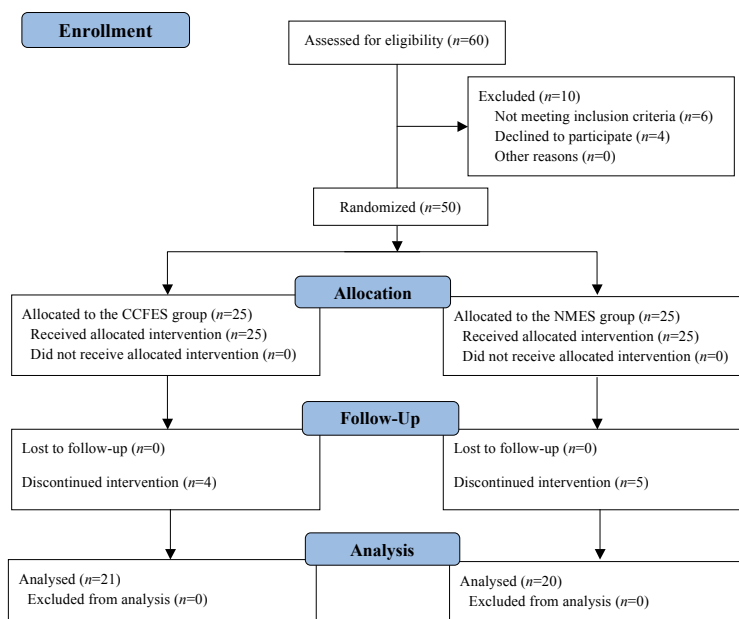 Enrollment
Assessed for eligibility (n=60)
Excluded (n=10)
Not meeting inclusion criteria (n=6)
Declined to participate (n=4)
Other reasons (n=0)
Randomized (n=50)
Allocation
Allocated to the CCFES group (n=25)
Received allocated intervention (n=25)
Did not receive allocated intervention (n=0)
Allocated to the NMES group (n=25)
Received allocated intervention (n=25)
Did not receive allocated intervention (n=0)
Follow-Up
Lost to follow-up (n=0)
Discontinued intervention (n=4)
Lost to follow-up (n=0)
Discontinued intervention (n=5)
Analysis
Analysed (n=21)
Excluded from analysis (n=0)
Analysed (n=20)
Excluded from analysis (n=0)